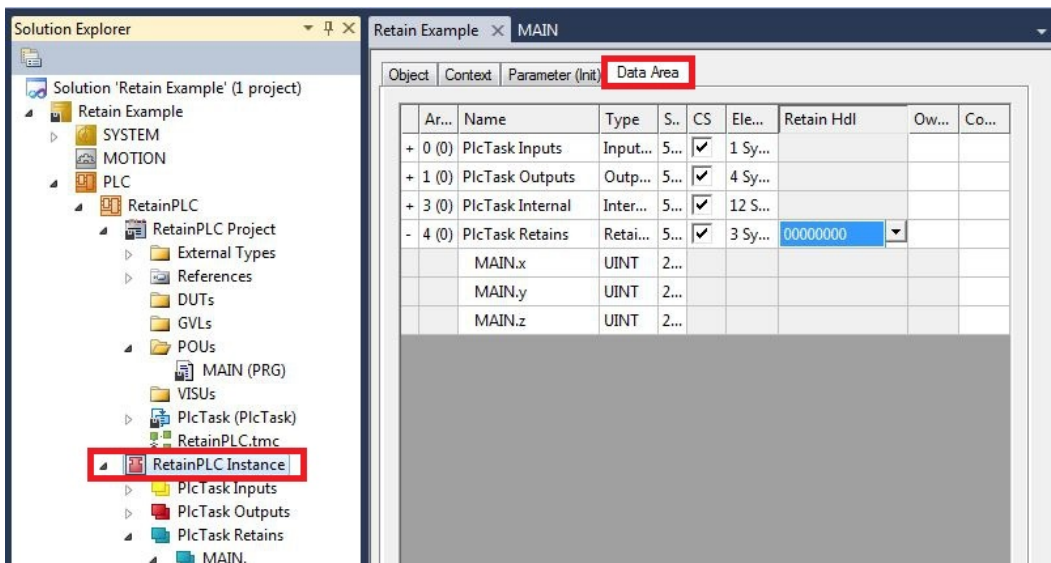 Solution Explorer
Solution 'Retain Example' (1 project)
Retain Example
SYSTEM
MOTION
PLC
RetainPLC
RetainPLC Project
External Types
References
DUTs
GVLs
POUs
MAIN (PRG)
VISUs
PlcTask (PlcTask)
RetainPLC.tmc
RetainPLC Instance
PlcTask Inputs
PlcTask Outputs
PlcTask Retains
MAIN.
Retain Example MAIN
Object Context Parameter (Init) Data Area
Ar... Name Type S.. CS Ele... Retain Hdl Ow... Co...
+ 0 (0) PlcTask Inputs Input... 5... 1 Sy...
+ 1 (0) PlcTask Outputs Outp... 5... 4 Sy...
+ 3 (0) PlcTask Internal Inter... 5... 12 S...
- 4 (0) PlcTask Retains Retai... 5... 3 Sy... 00000000
MAIN.x UINT 2...
MAIN.y UINT 2...
MAIN.z UINT 2...